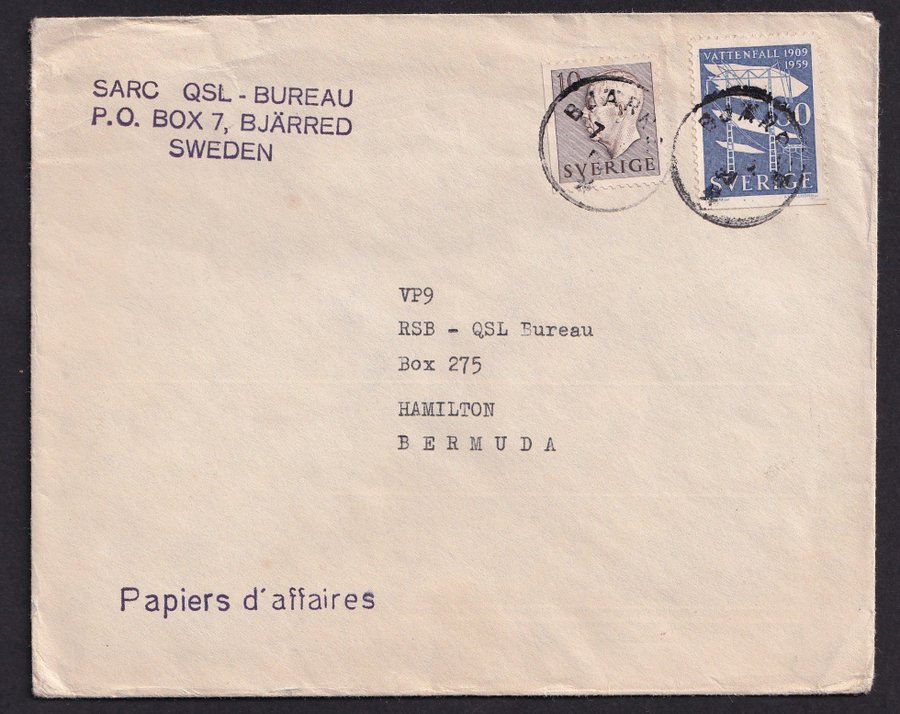 SARC QSL - BUREAU
P.O. BOX 7, BJÄRRED
SWEDEN
10
SVERIGE
VATTENFALL 1909
1959
SVERIGE
VP9
RSB - QSL Bureau
Box 275
HAMILTON
BERMUDA
Papiers d'affaires